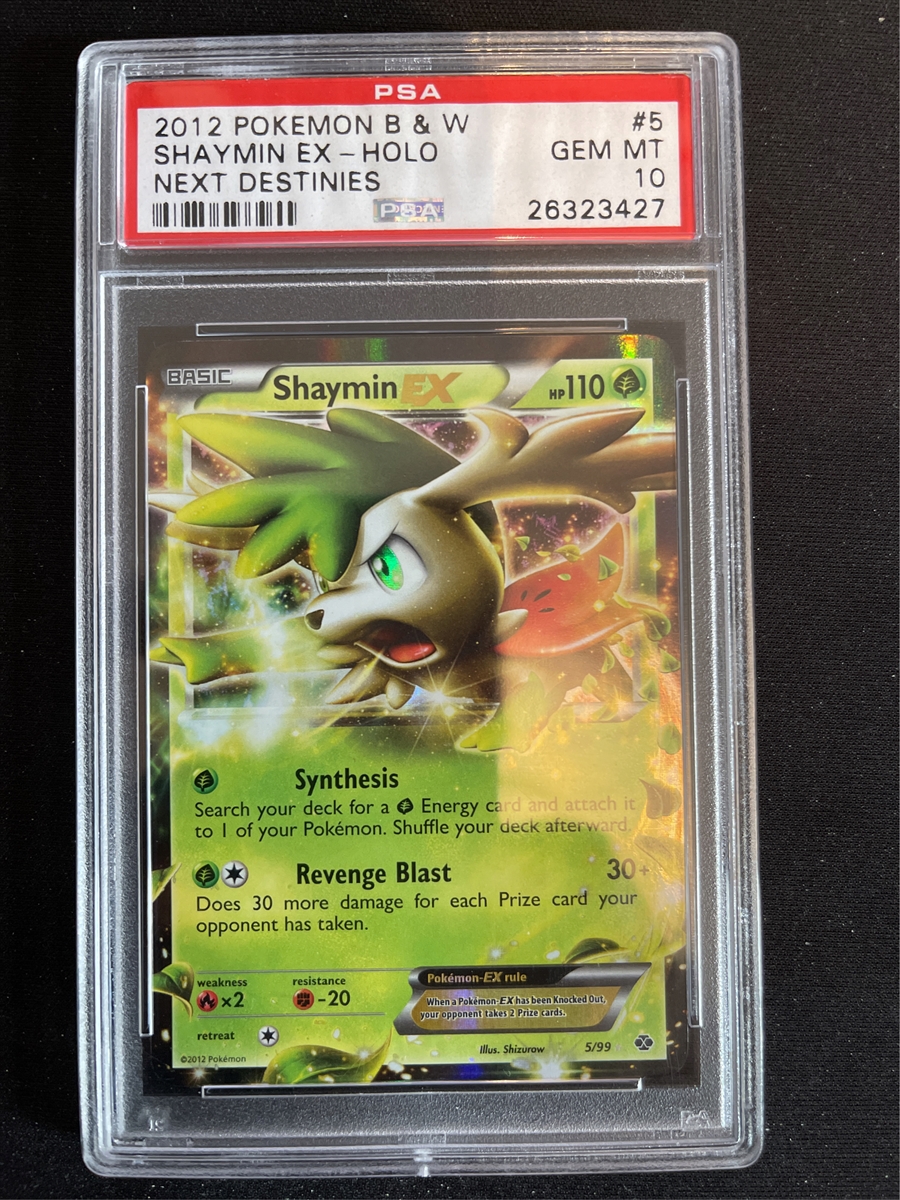 PSA
2012 POKEMON B & W #5
SHAYMIN EX – HOLO GEM MT
NEXT DESTINIES 10
PSA 26323427
BASIC Shaymin EX HP110
Synthesis
Search your deck for a Energy card and attach it
to 1 of your Pokémon. Shuffle your deck afterward.
Revenge Blast 30+
Does 30 more damage for each Prize card your
opponent has taken.
weakness resistance Pokémon-EX rule
×2 -20 When a Pokémon-EX has been Knocked Out,
your opponent takes 2 Prize cards.
retreat
Illus. Shizurow 5/99
©2012 Pokémon